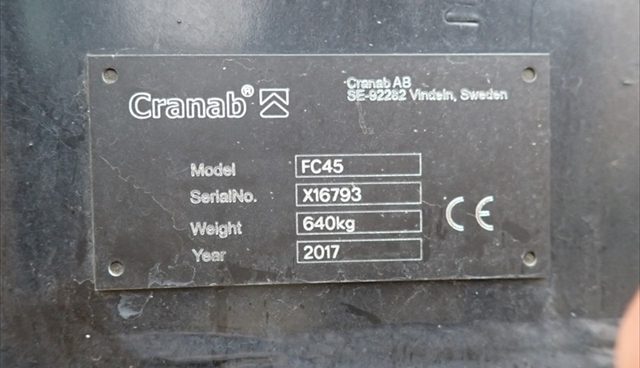 Cranab®
Cranab AB
SE-92282 Vindeln, Sweden
Model FC45
SerialNo. X16793
Weight 640kg
Year 2017
CE